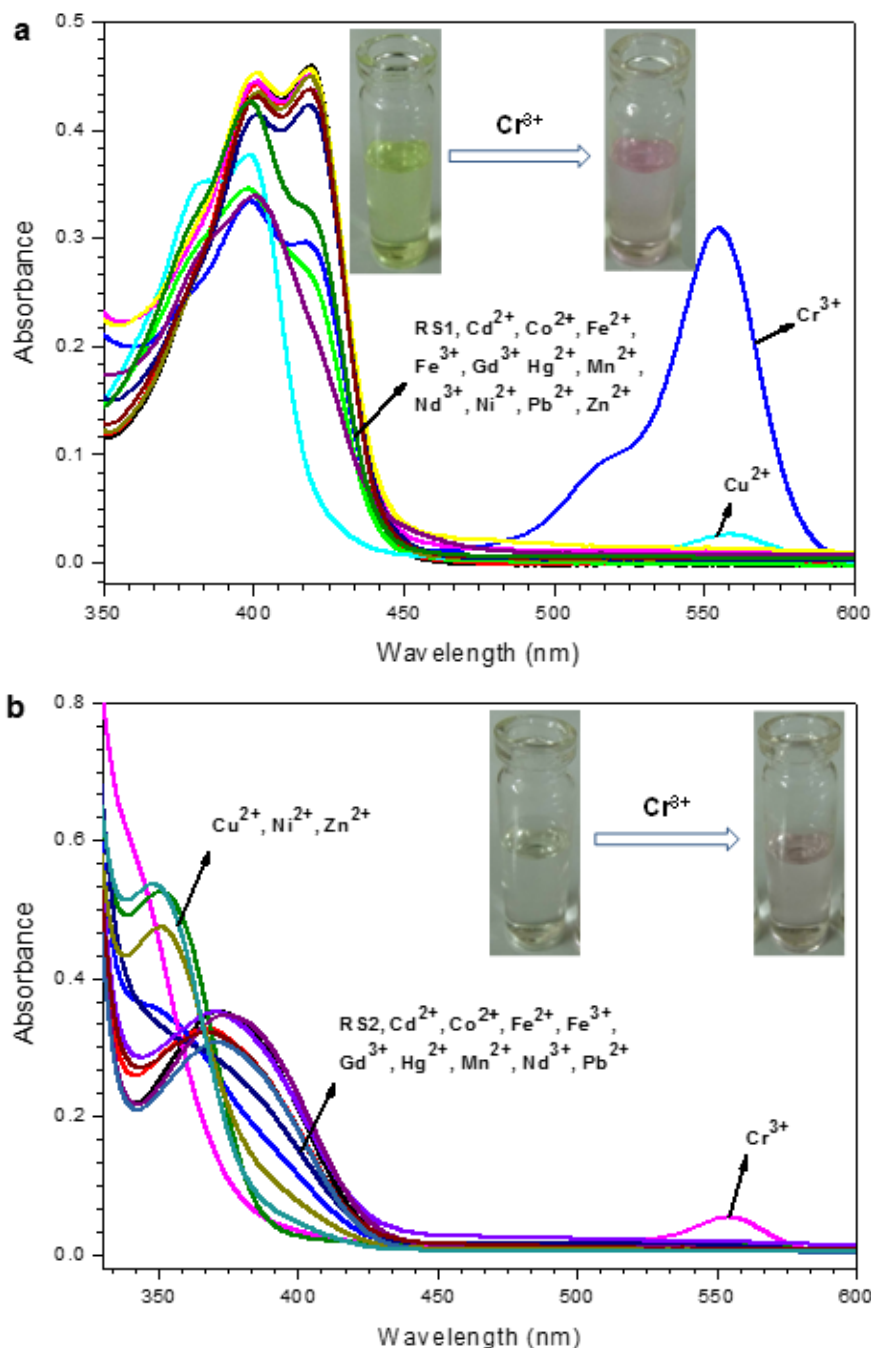 a
0.5
0.4
0.3
0.2
0.1
0.0
Absorbance
Cr³⁺
RS1, Cd²⁺, Co²⁺, Fe²⁺,
Fe³⁺, Gd³⁺ Hg²⁺, Mn²⁺,
Nd³⁺, Ni²⁺, Pb²⁺, Zn²⁺
Cr³⁺
Cu²⁺
350 400 450 500 550 600
Wavelength (nm)
b
0.8
0.6
0.4
0.2
0.0
Absorbance
Cu²⁺, Ni²⁺, Zn²⁺
Cr³⁺
RS2, Cd²⁺, Co²⁺, Fe²⁺, Fe³⁺,
Gd³⁺, Hg²⁺, Mn²⁺, Nd³⁺, Pb²⁺
Cr³⁺
350 400 450 500 550 600
Wavelength (nm)